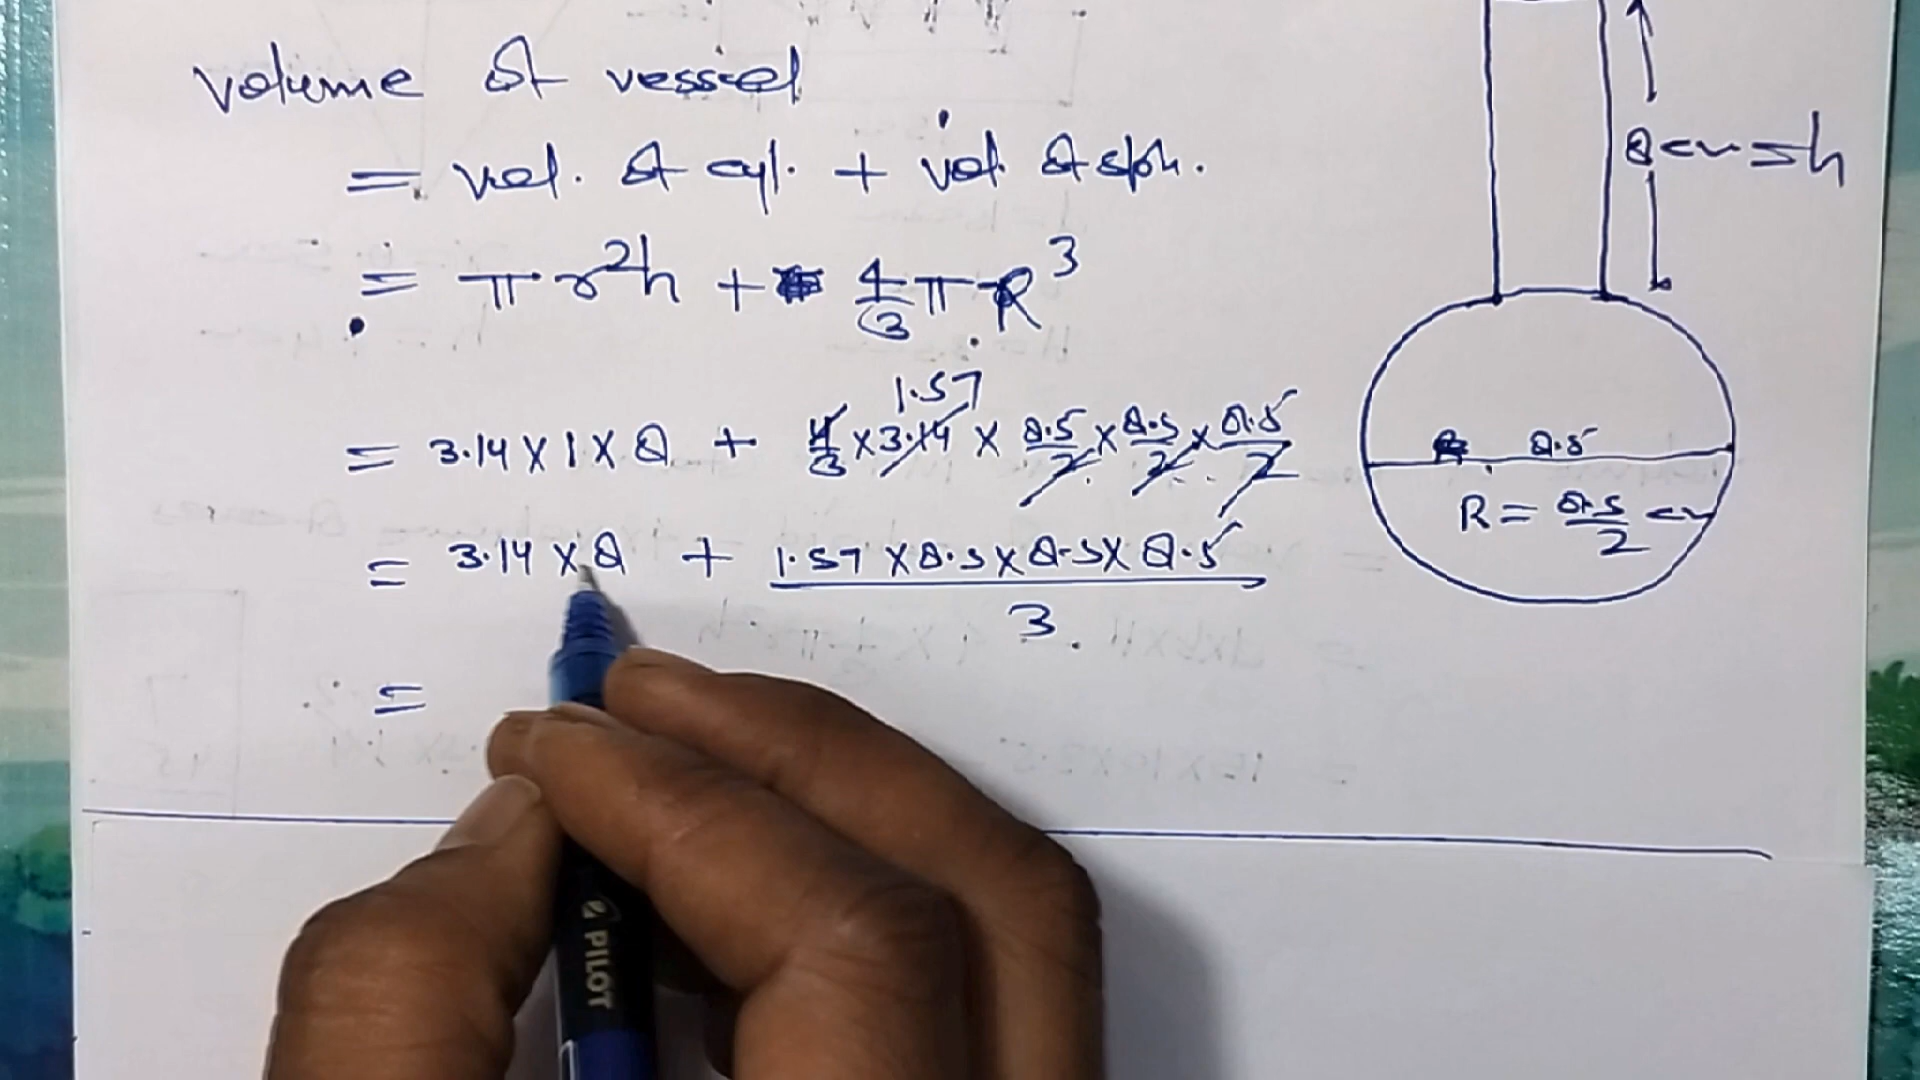 volume of vessel
= vol. of cyl. + vol. of sph.
= πr²h + 4/3 πR³
1.57
= 3.14 × 1 × 8 + 4/3 × 3.14 × 8.5/2 × 8.5/2 × 8.5/2
= 3.14 × 8 + 1.57 × 8.5 × 8.5 × 8.5 / 3
=
8 cm = h
8.5
R = 8.5/2 cm
PILOT